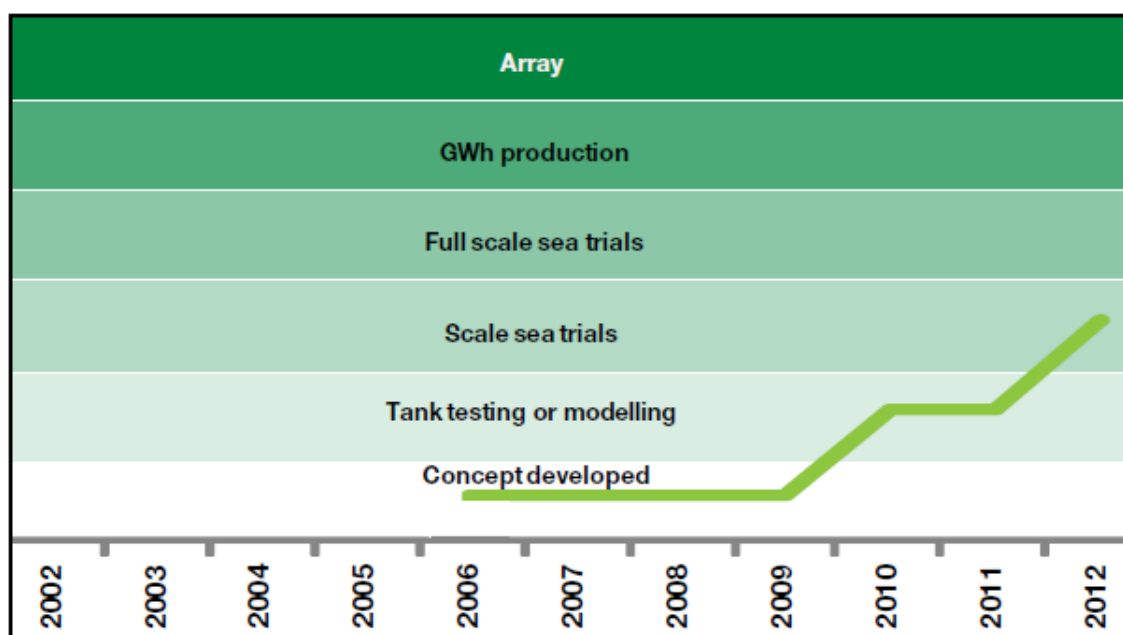 Array
GWh production
Full scale sea trials
Scale sea trials
Tank testing or modelling
Concept developed
2002
2003
2004
2005
2006
2007
2008
2009
2010
2011
2012